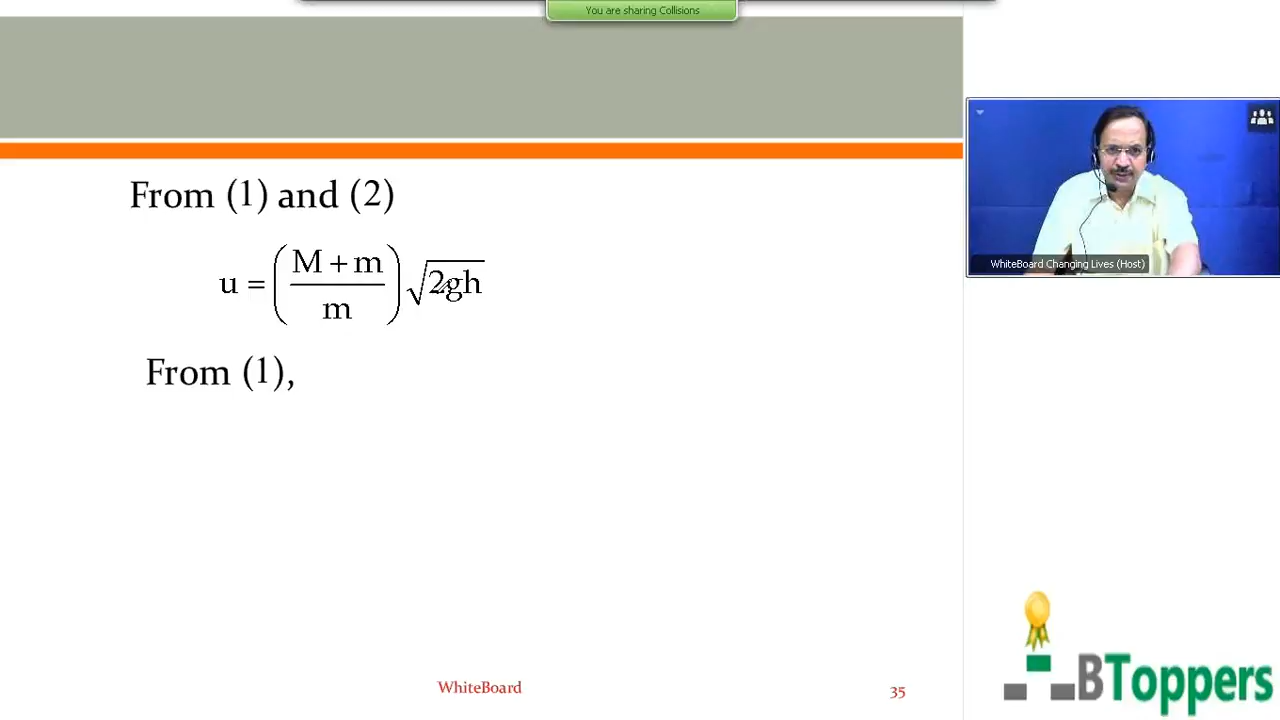 You are sharing Collisions
From (1) and (2)
u = ( M + m / m ) √2gh
From (1),
WhiteBoard Changing Lives (Host)
WhiteBoard
35
BToppers